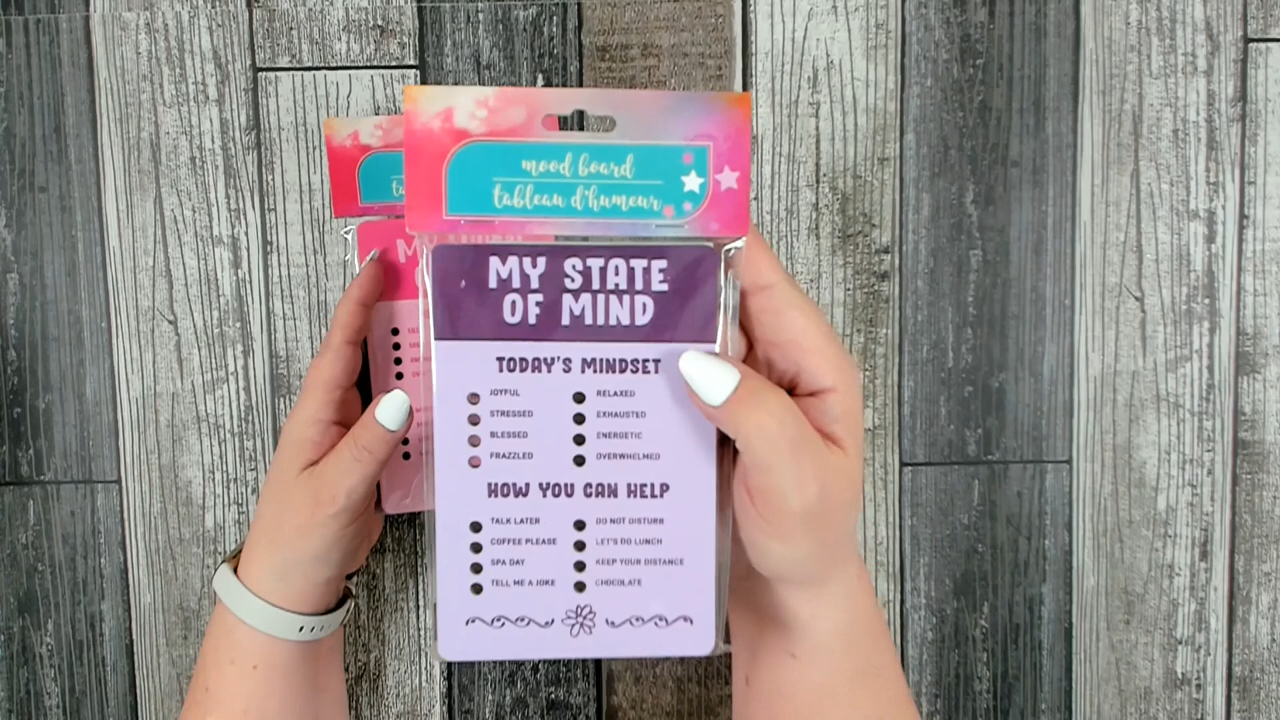 mood board
tableau d'humeur
MY STATE
OF MIND
TODAY'S MINDSET
JOYFUL
RELAXED
STRESSED
EXHAUSTED
BLESSED
ENERGETIC
FRAZZLED
OVERWHELMED
HOW YOU CAN HELP
TALK LATER
DO NOT DISTURB
COFFEE PLEASE
LET'S DO LUNCH
SPA DAY
KEEP YOUR DISTANCE
TELL ME A JOKE
CHOCOLATE